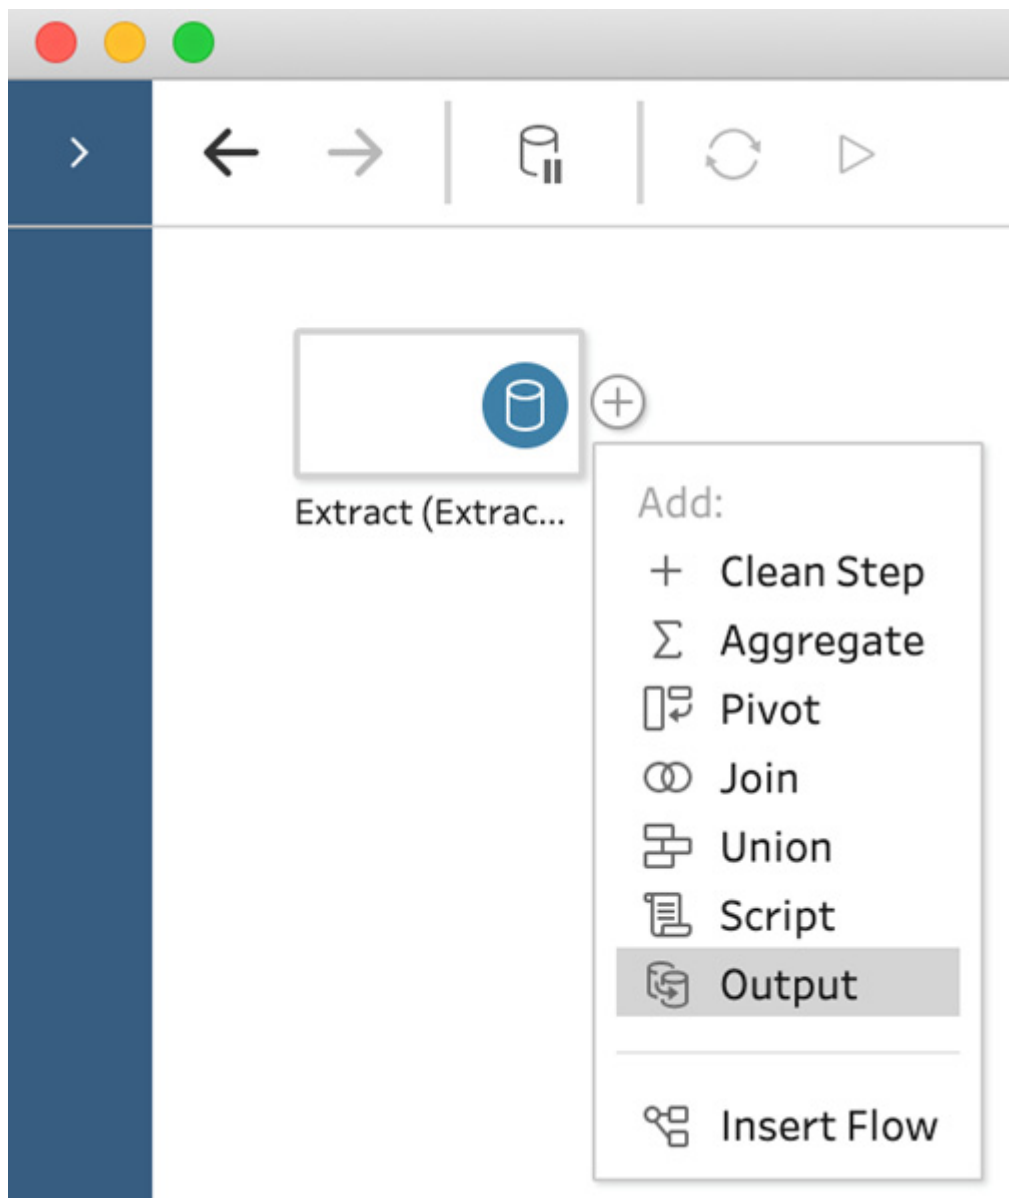 Extract (Extrac...
Add:
Clean Step
Aggregate
Pivot
Join
Union
Script
Output
Insert Flow